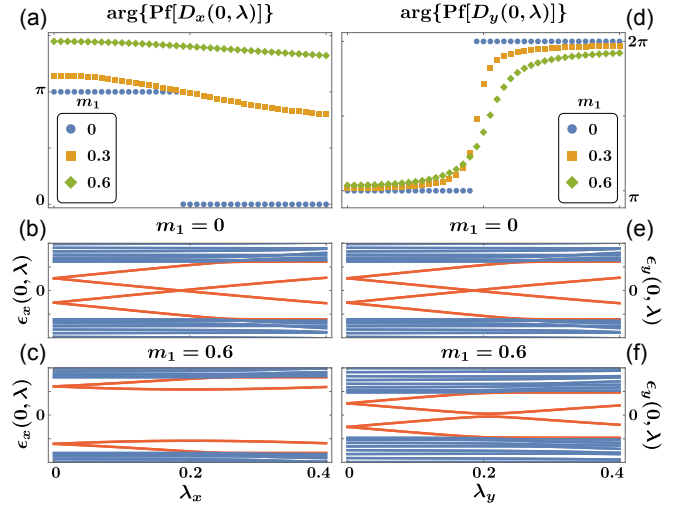 (a)
arg{Pf[D_x(0, λ)]}
π
0
m_1
0
0.3
0.6
arg{Pf[D_y(0, λ)]}
(d)
2π
π
m_1
0
0.3
0.6
(b)
m_1 = 0
ϵ_x(0, λ)
0
m_1 = 0
(e)
0
ϵ_y(0, λ)
(c)
m_1 = 0.6
ϵ_x(0, λ)
0
0
0.2
0.4
λ_x
m_1 = 0.6
(f)
0
ϵ_y(0, λ)
0
0.2
0.4
λ_y